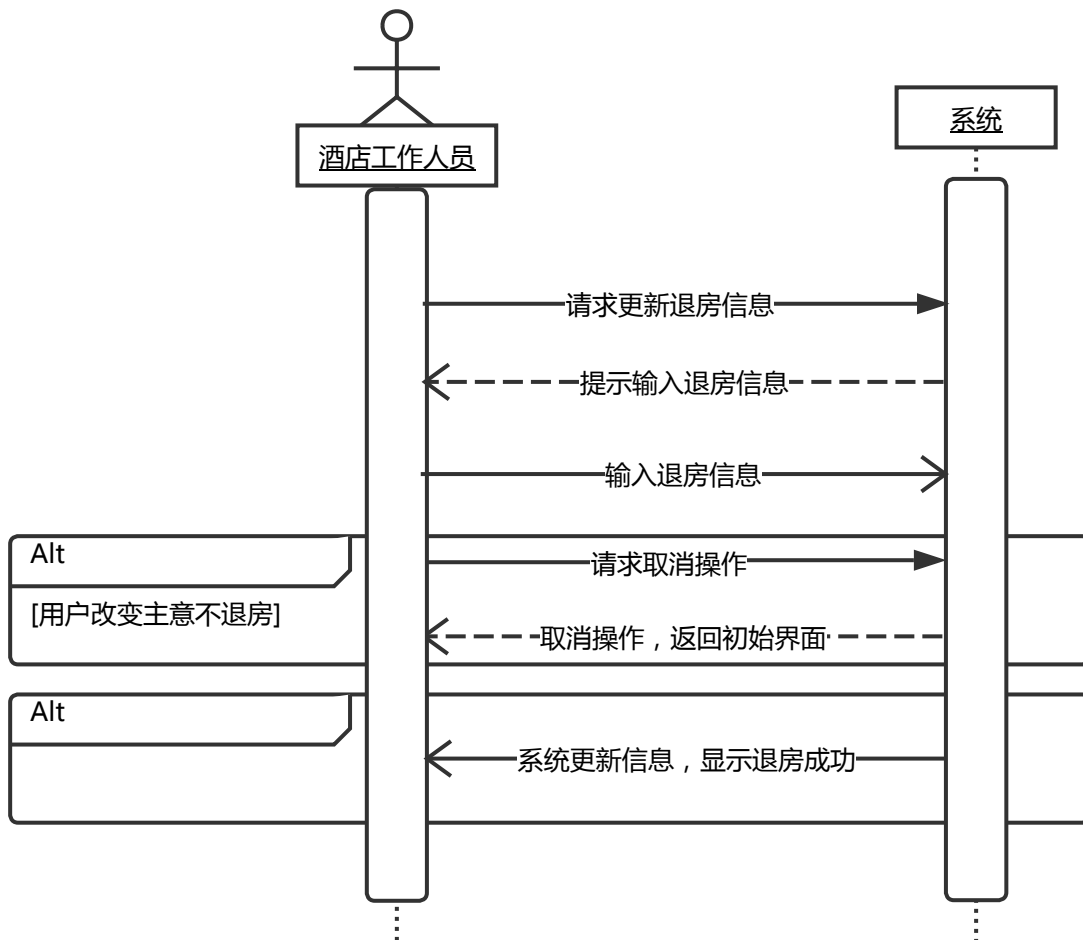 系统
酒店工作人员
请求更新退房信息
提示输入退房信息
输入退房信息
Alt
请求取消操作
[用户改变主意不退房]
取消操作，返回初始界面
Alt
系统更新信息，显示退房成功